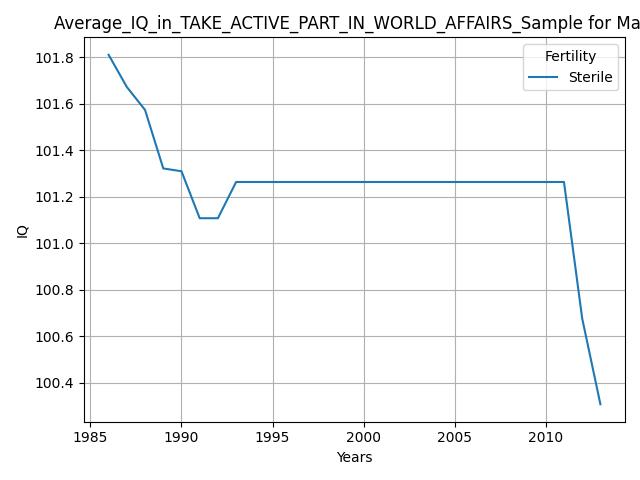 Average_IQ_in_TAKE_ACTIVE_PART_IN_WORLD_AFFAIRS_Sample for Ma
Fertility
Sterile
101.8
101.6
101.4
101.2
101.0
100.8
100.6
100.4
IQ
1985
1990
1995
2000
2005
2010
Years